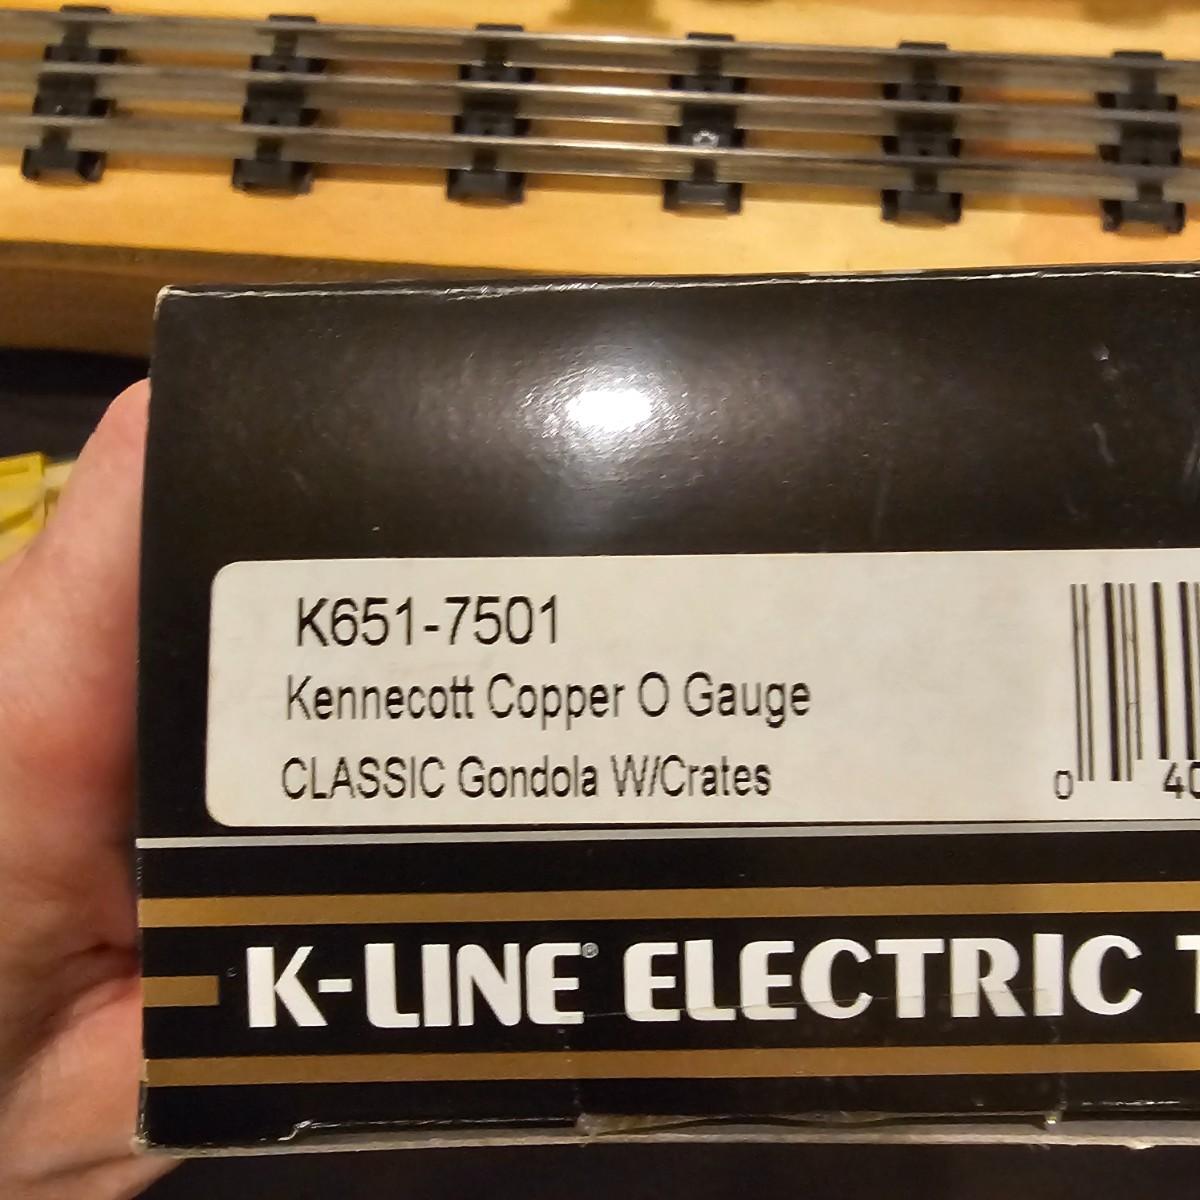 K651-7501
Kennecott Copper O Gauge
CLASSIC Gondola W/Crates
0 40
K-LINE® ELECTRIC T